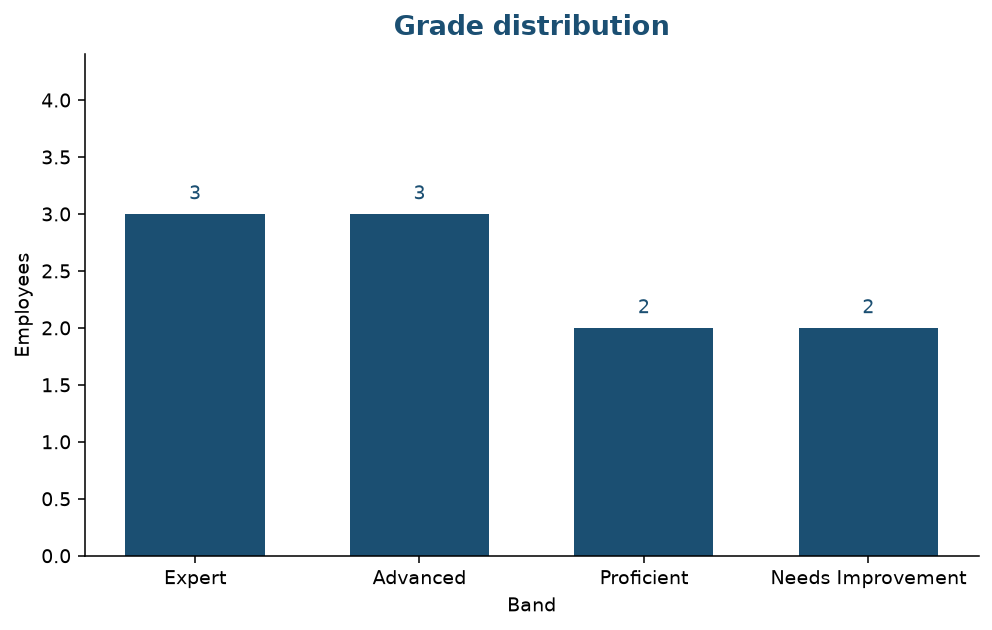 Grade distribution
4.0
3.5
3.0
2.5
2.0
1.5
1.0
0.5
0.0
Employees
3
3
2
2
Expert
Advanced
Proficient
Needs Improvement
Band